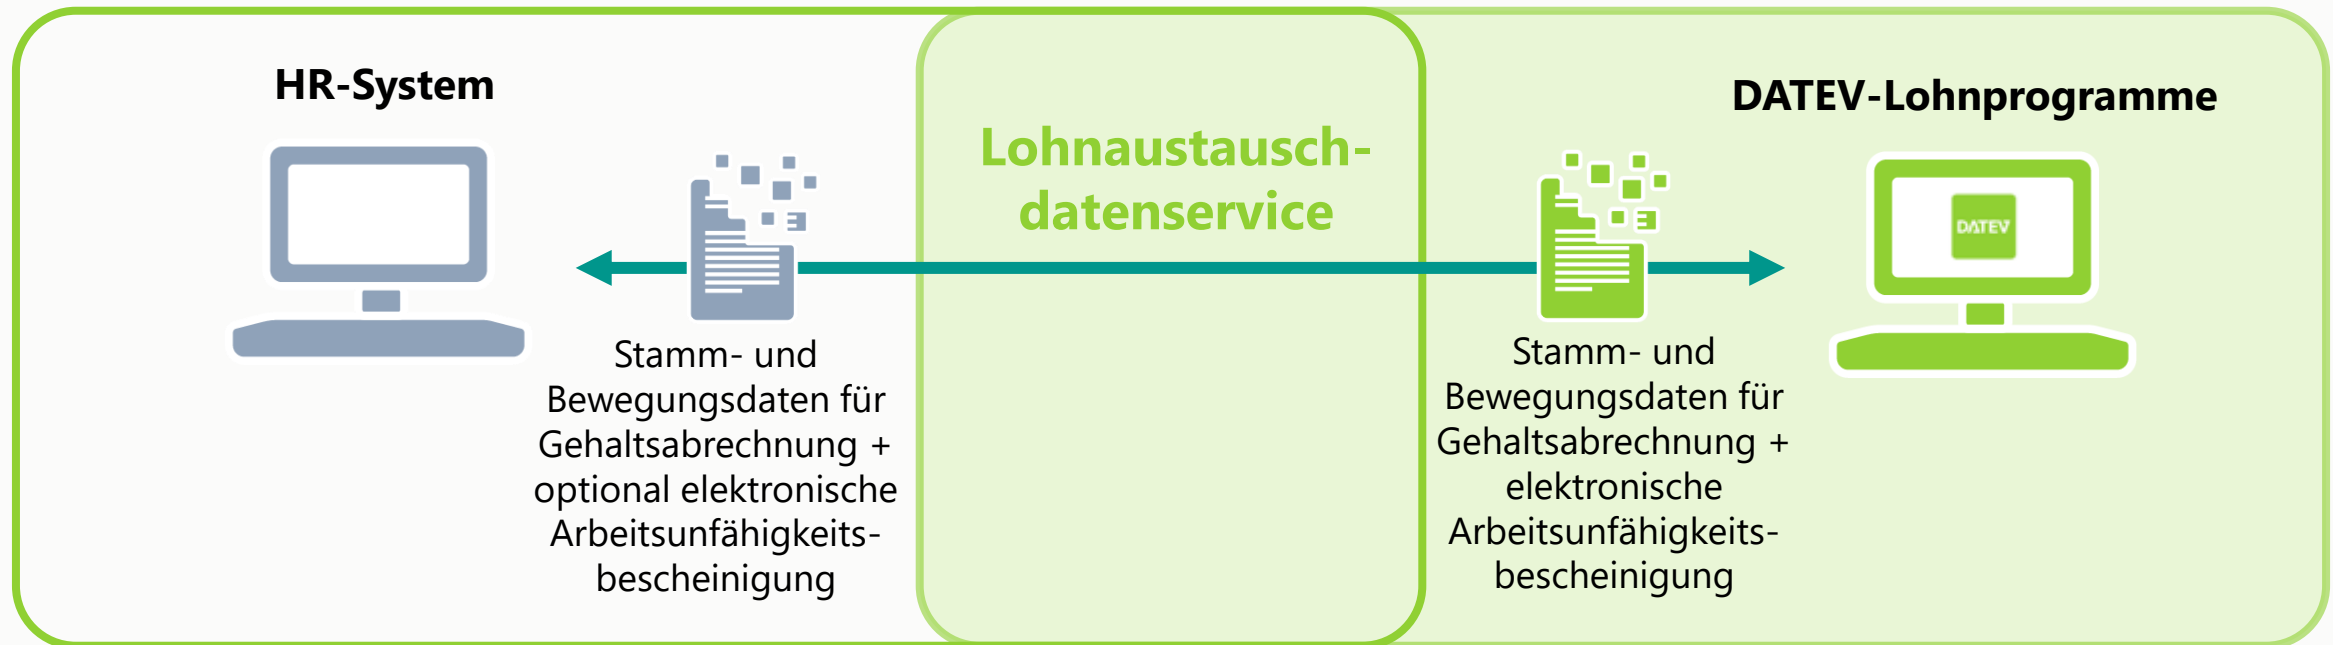 HR-System
Stamm- und
Bewegungsdaten für
Gehaltsabrechnung +
optional elektronische
Arbeitsunfähigkeits-
bescheinigung
Lohnaustausch-
datenservice
DATEV-Lohnprogramme
DATEV
Stamm- und
Bewegungsdaten für
Gehaltsabrechnung +
elektronische
Arbeitsunfähigkeits-
bescheinigung